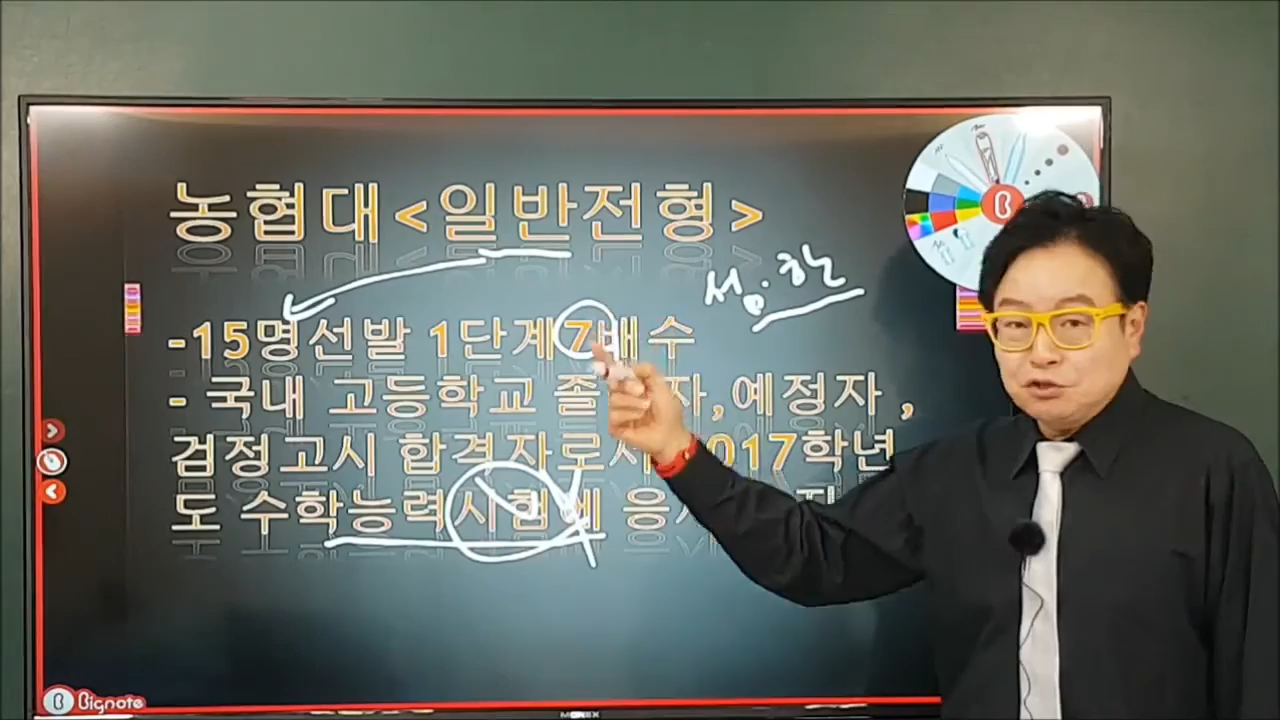 농협대<일반전형>
성.한
-15명선발 1단계7배수
- 국내 고등학교 졸 자,예정자 ,
검정고시 합격자로서 017학년
도 수학능력시험에 응시
Bignote